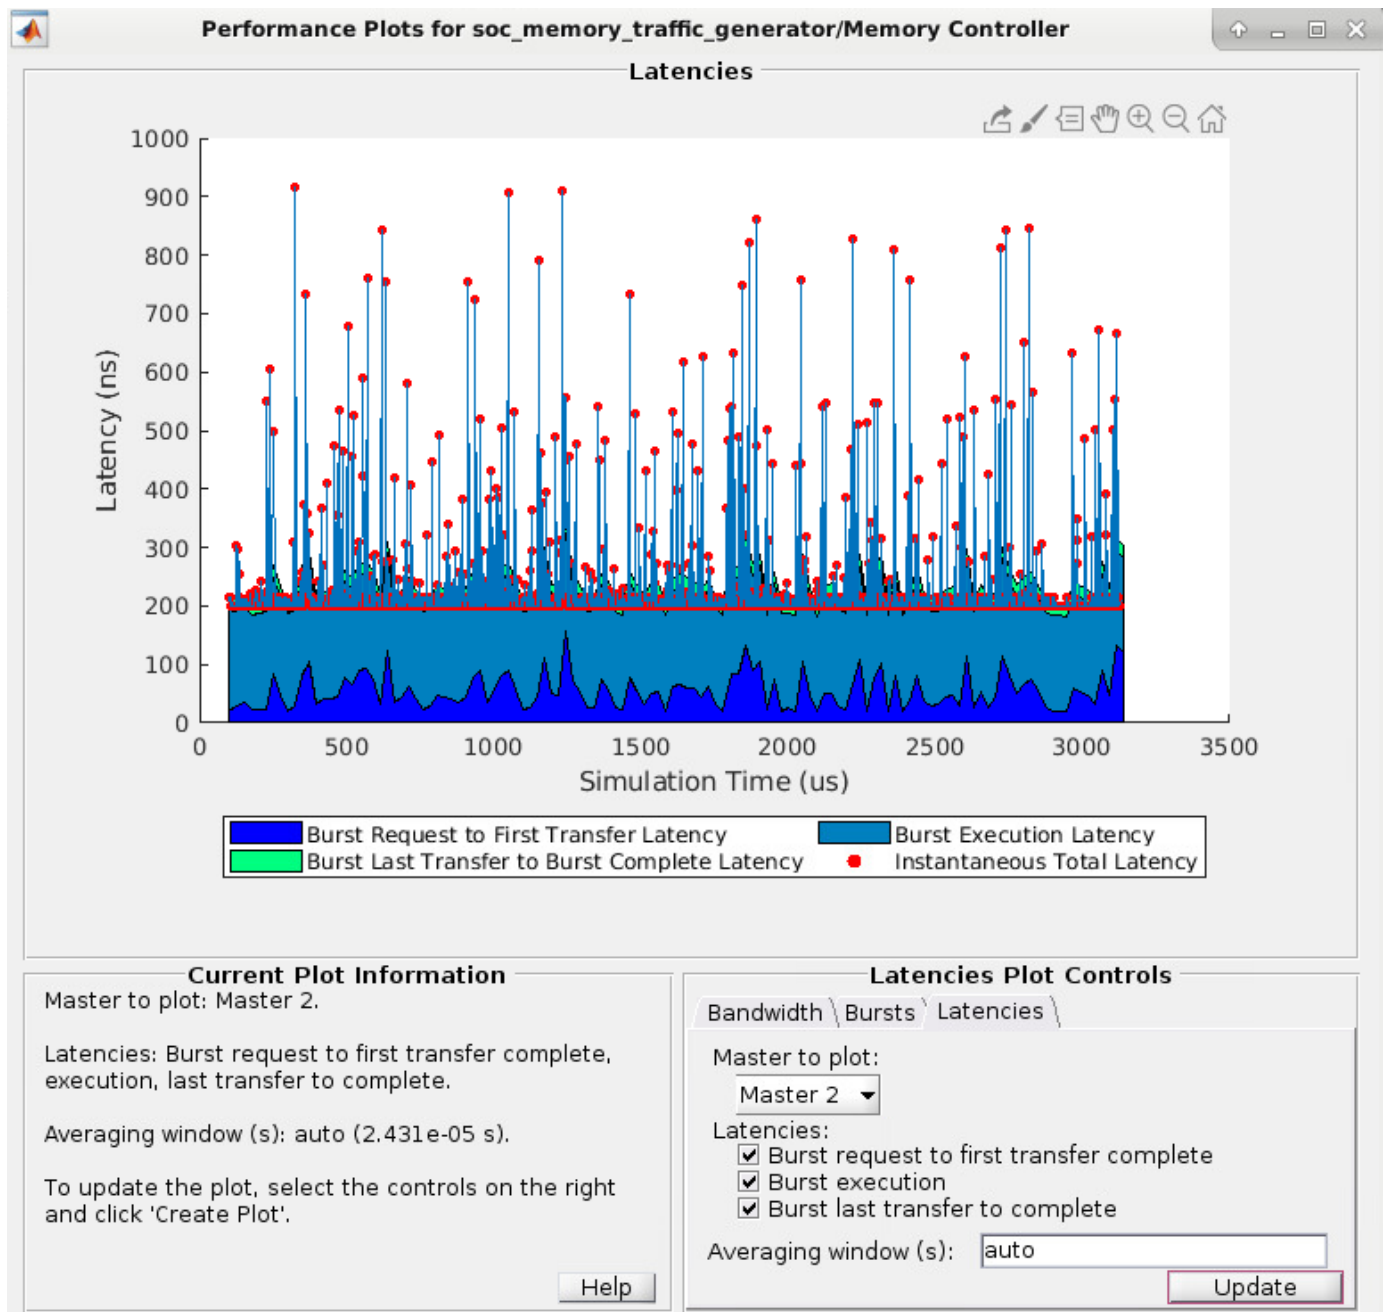 Performance Plots for soc_memory_traffic_generator/Memory Controller
Latencies
1000
900
800
700
600
500
400
300
200
100
0
Latency (ns)
0 500 1000 1500 2000 2500 3000 3500
Simulation Time (us)
Burst Request to First Transfer Latency
Burst Execution Latency
Burst Last Transfer to Burst Complete Latency
Instantaneous Total Latency
Current Plot Information
Master to plot: Master 2.
Latencies: Burst request to first transfer complete,
execution, last transfer to complete.
Averaging window (s): auto (2.431e-05 s).
To update the plot, select the controls on the right
and click 'Create Plot'.
Help
Latencies Plot Controls
Bandwidth Bursts Latencies
Master to plot:
Master 2
Latencies:
Burst request to first transfer complete
Burst execution
Burst last transfer to complete
Averaging window (s): auto
Update